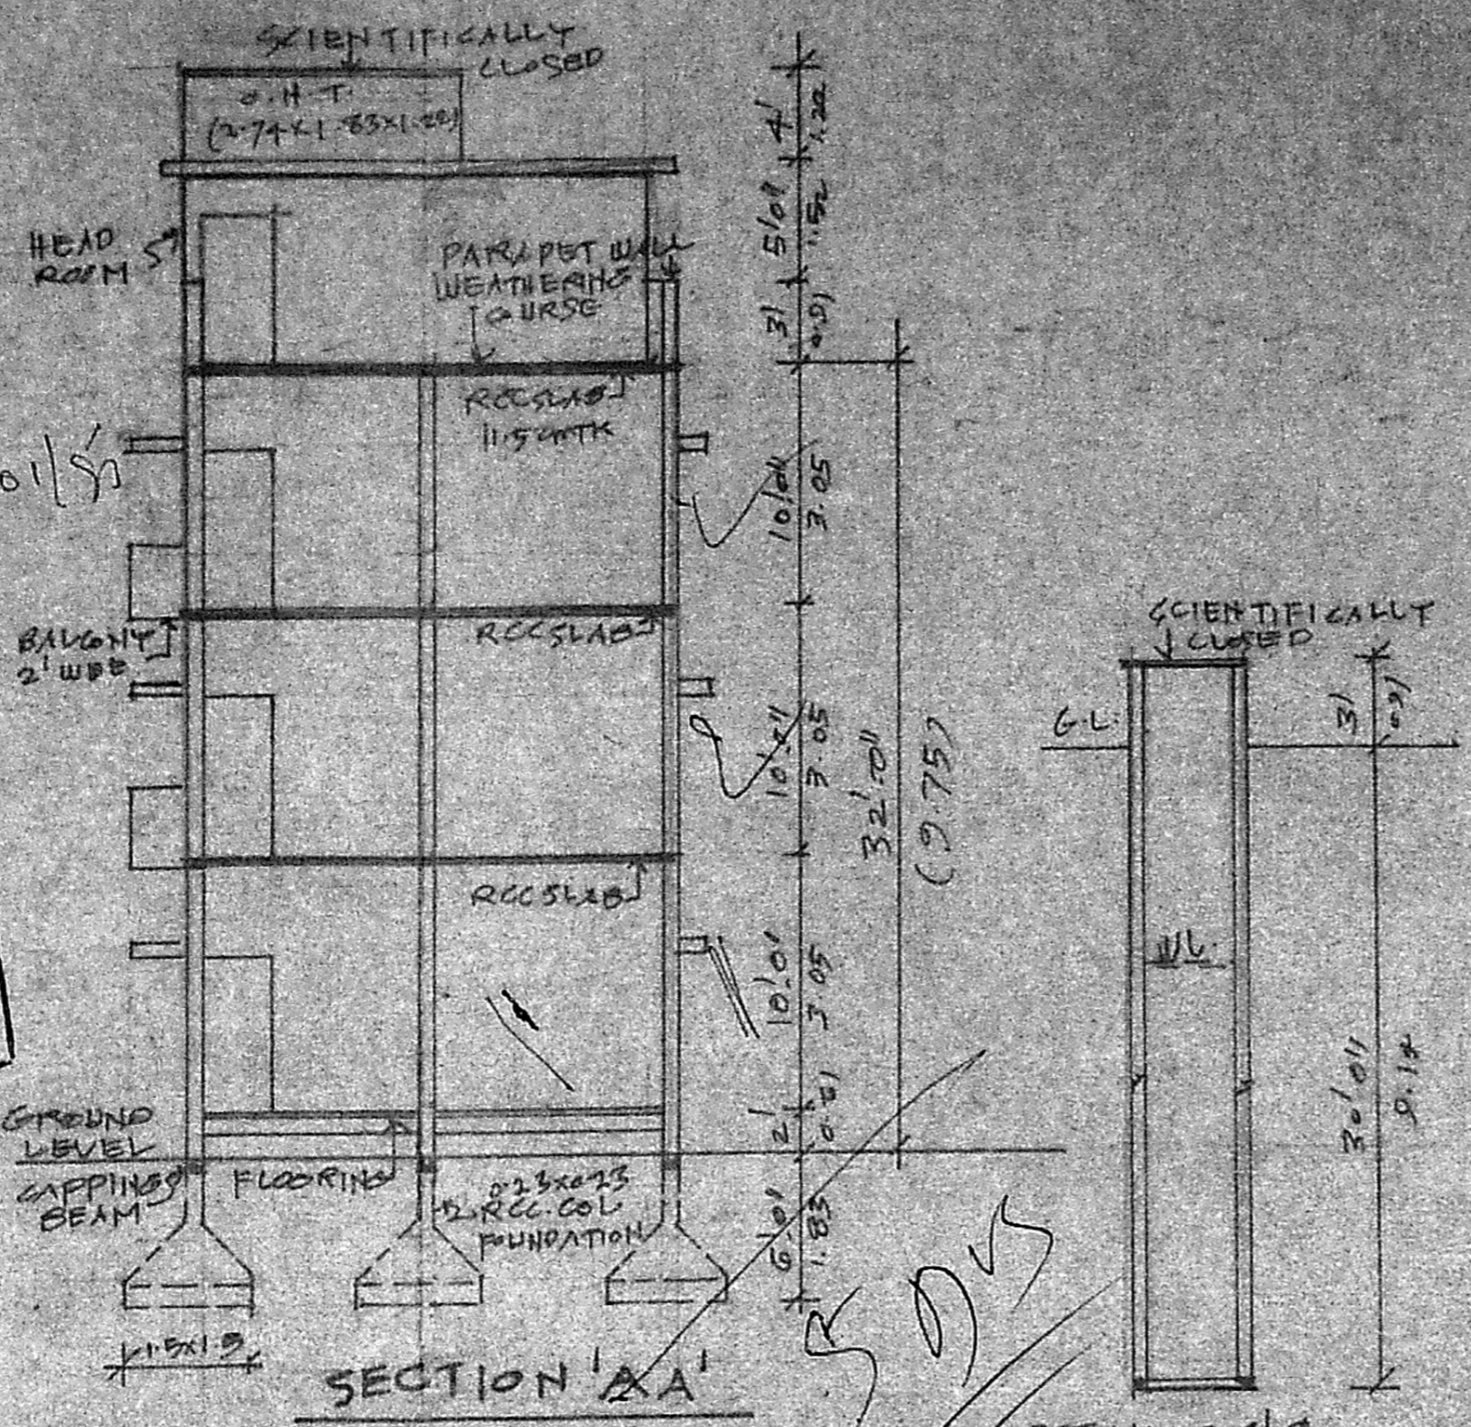 SCIENTIFICALLY
CLOSED
O.H.T.
(2.74x1.83x1.22)
4'
1.22
HEAD
ROOM
5"
5'0"
1.52
PARAPET WALL
WEATHERING
COURSE
3'
0.91
RCC SLAB
11.5 CM TK
10'.0"
3.05
BALCONY
2' WIDE
RCC SLAB
10'.0"
3.05
32'.0"
(9.75)
RCC SLAB
10'.0"
3.05
2'
0.61
GROUND
LEVEL
CAPPING
BEAM
FLOORING
0.23x0.23
RCC.COL
FOUNDATION
6'.0"
1.83
1.5x1.5
SECTION 'AA'
SCIENTIFICALLY
CLOSED
G.L.
3'
0.91
W.L.
30'.0"
9.14